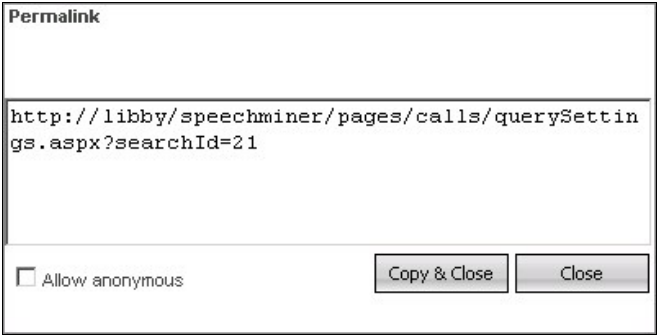 Permalink
http://libby/speechminer/pages/calls/querySettin
gs.aspx?searchId=21
Allow anonymous
Copy & Close
Close